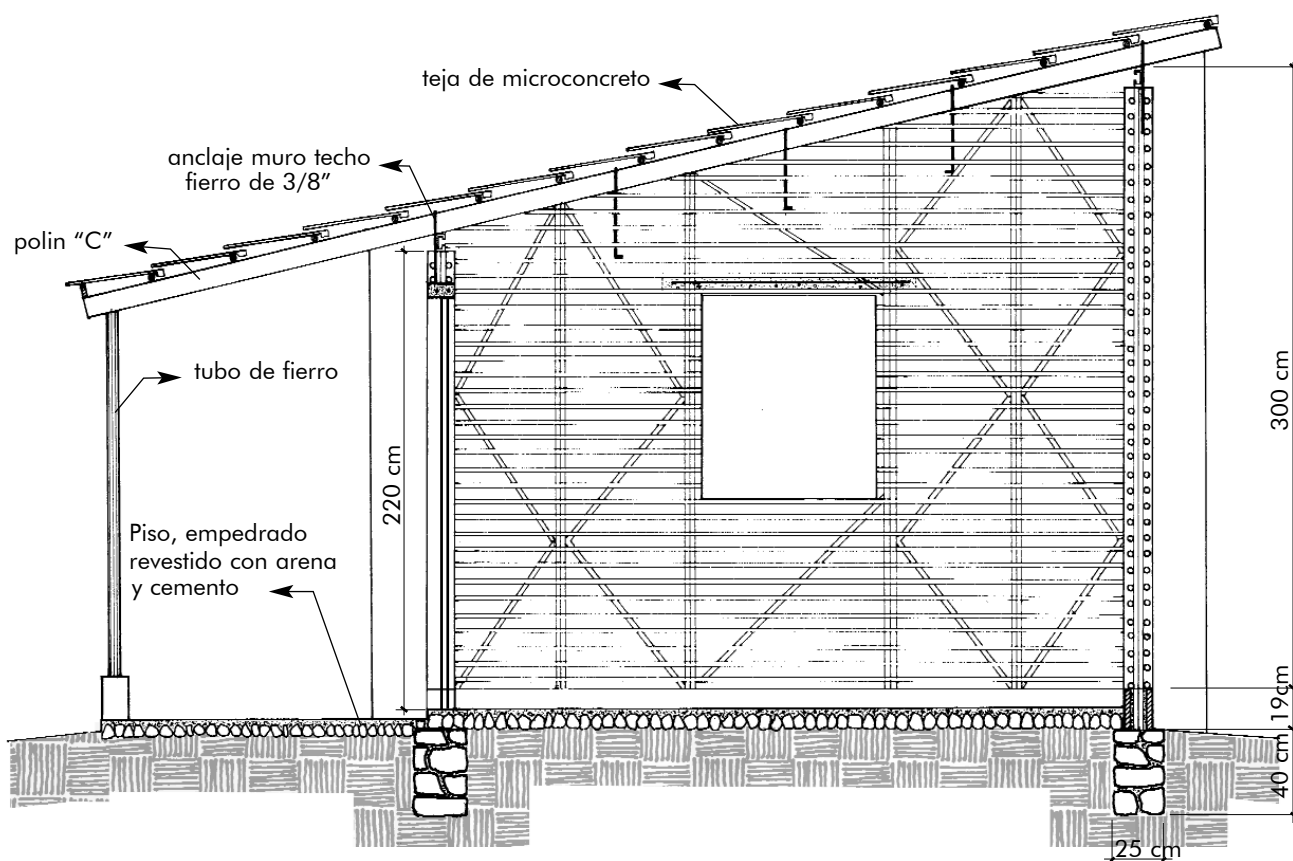 teja de microconcreto
anclaje muro techo
fierro de 3/8”
polin “C”
tubo de fierro
220 cm
300 cm
Piso, empedrado
revestido con arena
y cemento
19cm
40 cm
25 cm